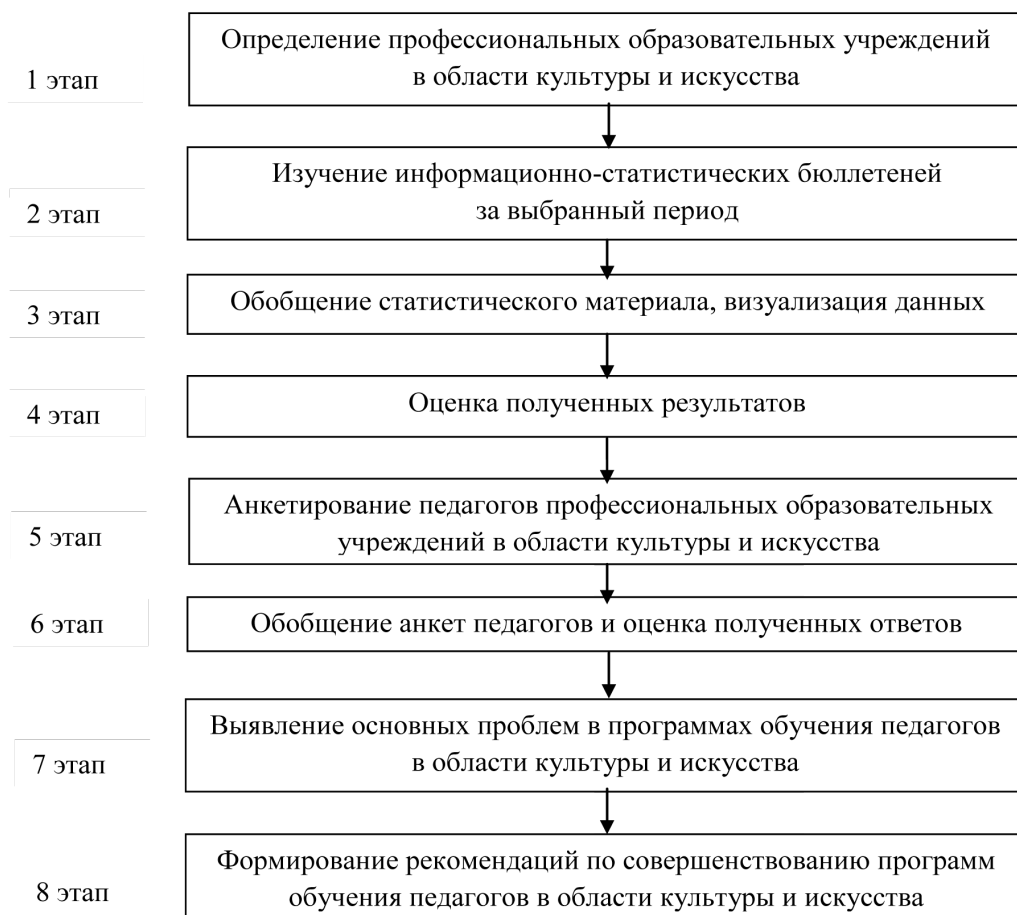 Определение профессиональных образовательных учреждений
в области культуры и искусства
1 этап
Изучение информационно-статистических бюллетеней
за выбранный период
2 этап
Обобщение статистического материала, визуализация данных
3 этап
Оценка полученных результатов
4 этап
Анкетирование педагогов профессиональных образовательных
учреждений в области культуры и искусства
5 этап
Обобщение анкет педагогов и оценка полученных ответов
6 этап
Выявление основных проблем в программах обучения педагогов
в области культуры и искусства
7 этап
Формирование рекомендаций по совершенствованию программ
обучения педагогов в области культуры и искусства
8 этап